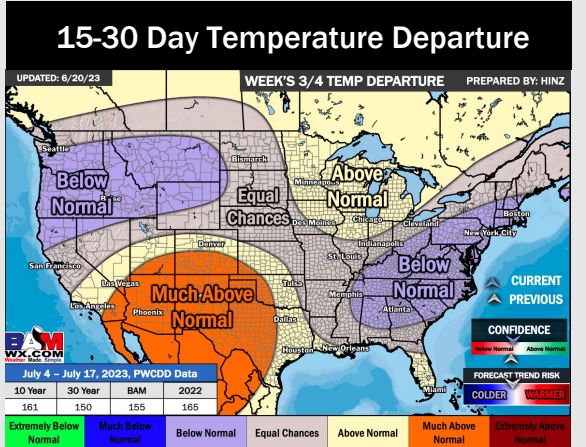 15-30 Day Temperature Departure
UPDATED: 6/20/23
WEEK'S 3/4 TEMP DEPARTURE
PREPARED BY: HINZ
Seattle
Bismarck
Minneapolis
Above
Normal
Below
Normal
Equal
Chances
Des Moines
Chicago
Cleveland
Boston
New York City
Indianapolis
Denver
St. Louis
San Francisco
Las Vegas
Los Angeles
Phoenix
Much Above
Normal
Tulsa
Memphis
Below
Normal
Atlanta
Dallas
Houston
New Orleans
Miami
CURRENT
PREVIOUS
CONFIDENCE
Below Normal
Above Normal
FORECAST TREND RISK
COLDER
WARMER
BAM
WX.COM
Weather Made Simple.
July 4 – July 17, 2023, PWCDD Data
10 Year 30 Year BAM 2022
161 150 155 165
Extremely Below
Normal
Much Below
Normal
Below Normal
Equal Chances
Above Normal
Much Above
Normal
Extremely Above
Normal